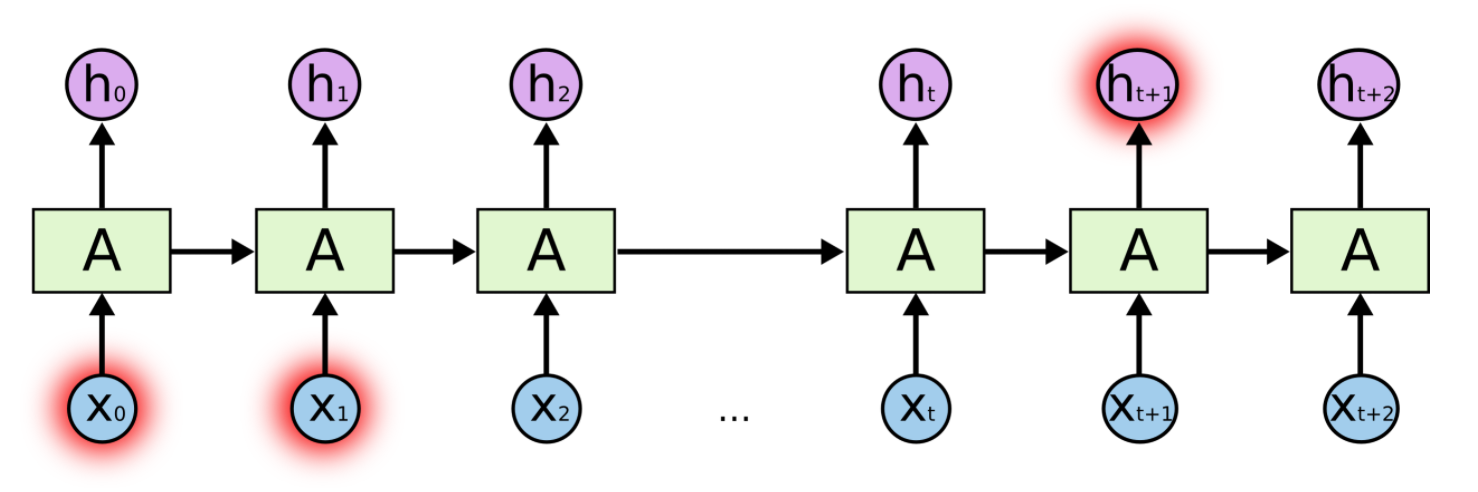 h0 h1 h2 ht ht+1 ht+2
A A A A A A
x0 x1 x2 ... xt xt+1 xt+2